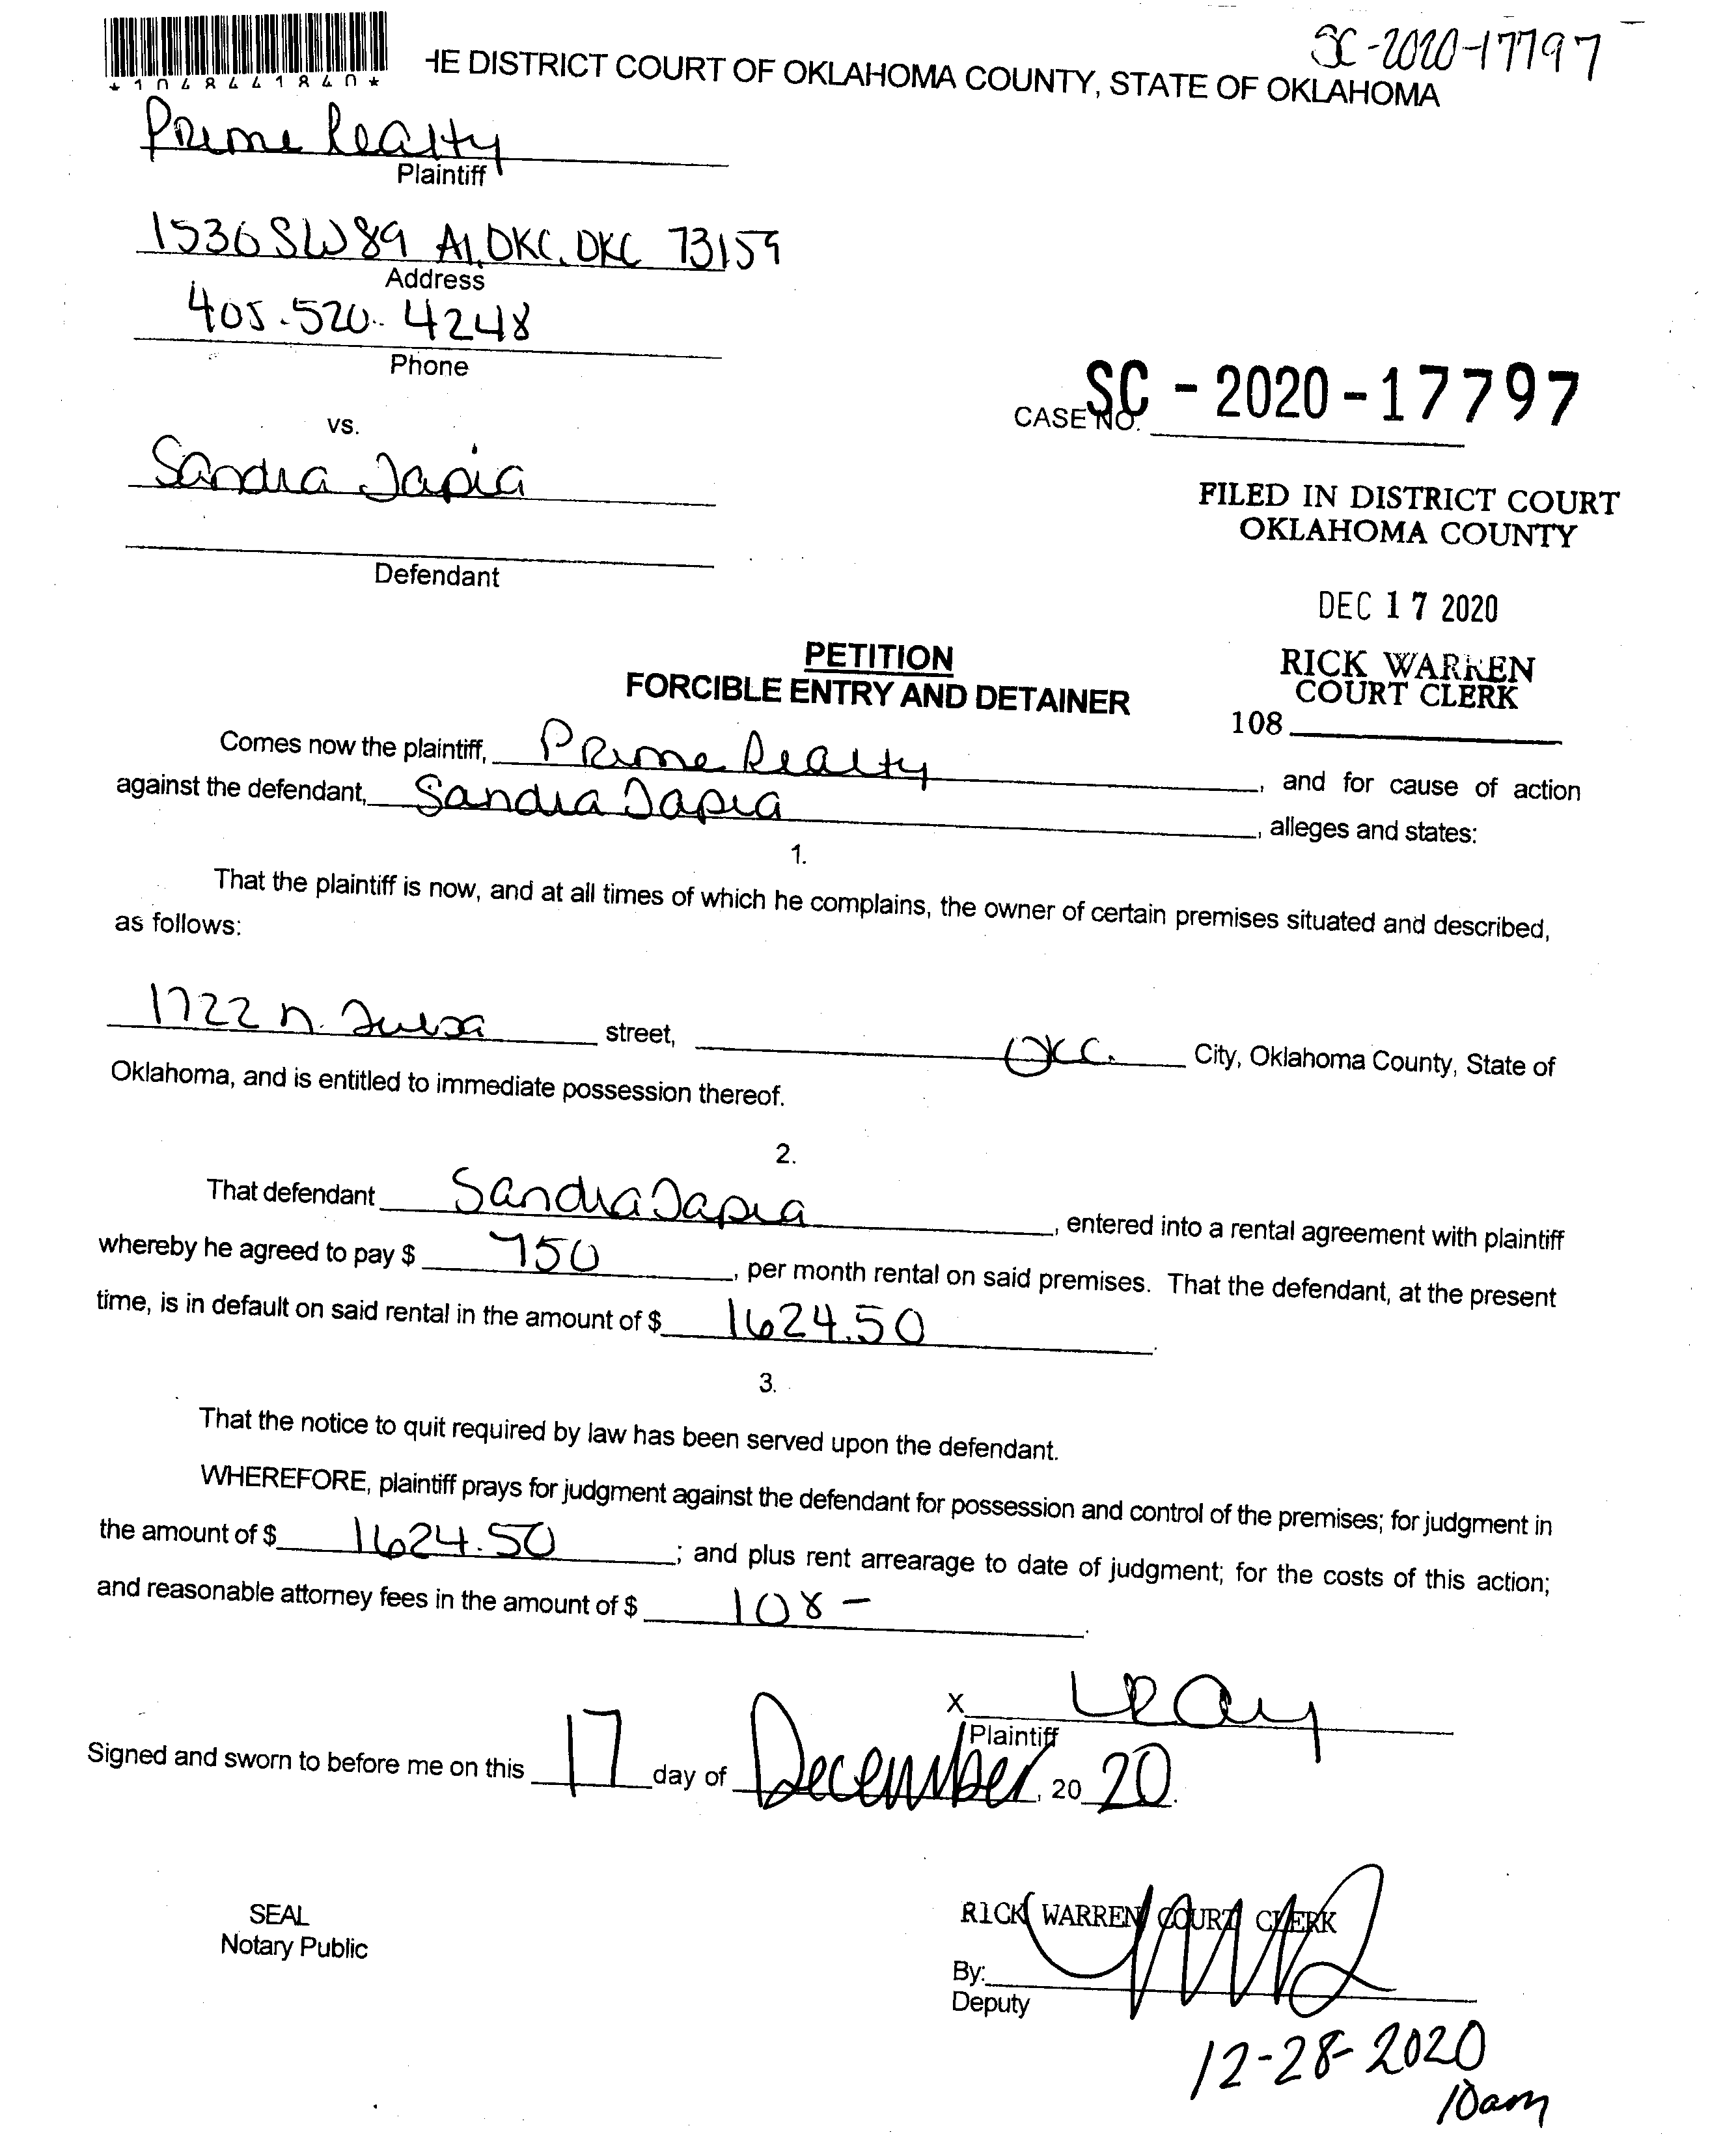 SC-2020-17797
*1048441840*
HE DISTRICT COURT OF OKLAHOMA COUNTY, STATE OF OKLAHOMA
Prime Realty
Plaintiff
1536 SW 89 A1, OKC, OKC 73159
Address
405.520.4248
Phone
SC - 2020 - 17797
CASE NO.
vs.
Sandra Tapia
FILED IN DISTRICT COURT
OKLAHOMA COUNTY
Defendant
DEC 17 2020
PETITION
FORCIBLE ENTRY AND DETAINER
RICK WARREN
COURT CLERK
108
Comes now the plaintiff, Prime Realty, and for cause of action
against the defendant, Sandra Tapia, alleges and states:
1.
That the plaintiff is now, and at all times of which he complains, the owner of certain premises situated and described,
as follows:
1722 N. Tulsa street, OKC. City, Oklahoma County, State of
Oklahoma, and is entitled to immediate possession thereof.
2.
That defendant Sandra Tapia, entered into a rental agreement with plaintiff
whereby he agreed to pay $ 750, per month rental on said premises. That the defendant, at the present
time, is in default on said rental in the amount of $ 1624.50.
3.
That the notice to quit required by law has been served upon the defendant.
WHEREFORE, plaintiff prays for judgment against the defendant for possession and control of the premises; for judgment in
the amount of $ 1624.50; and plus rent arrearage to date of judgment; for the costs of this action;
and reasonable attorney fees in the amount of $ 108-.
X
Plaintiff
Signed and sworn to before me on this 17 day of December, 20 20.
SEAL
Notary Public
RICK WARREN COURT CLERK
By:
Deputy
12-28-2020
10am